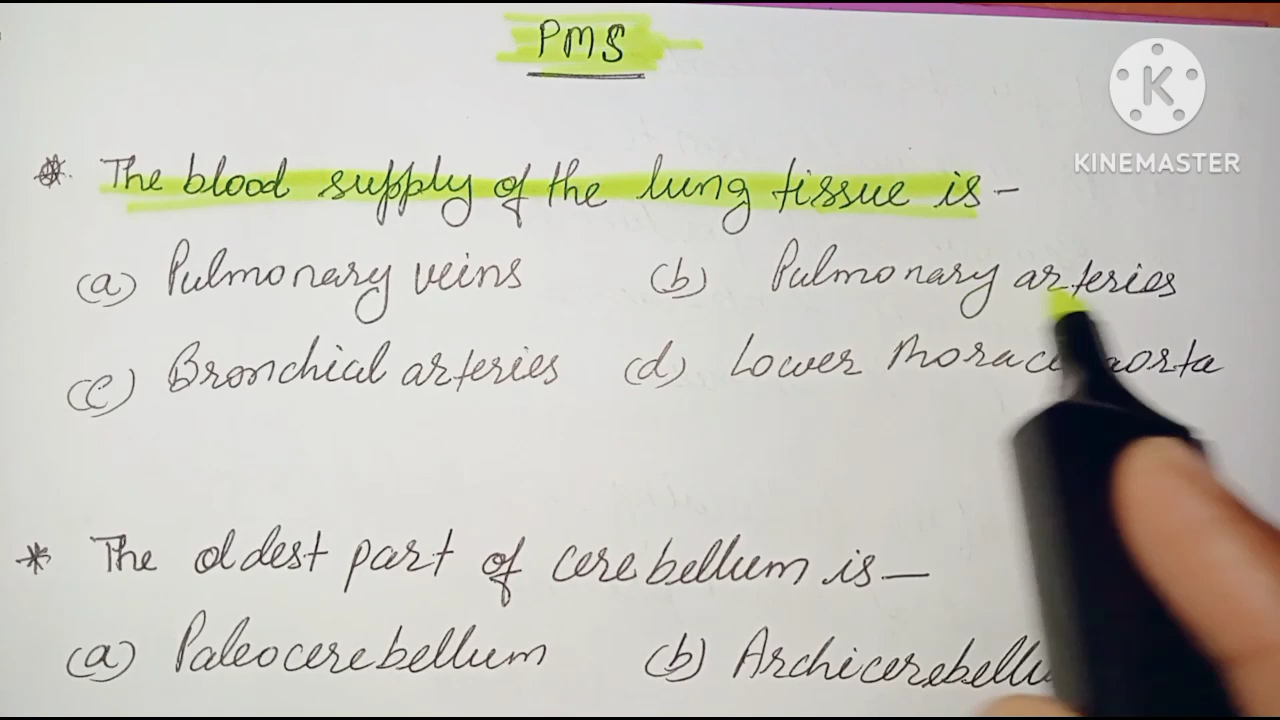 PMS
KINEMASTER
* The blood supply of the lung tissue is -
(a) Pulmonary veins (b) Pulmonary arteries
(c) Bronchial arteries (d) Lower aorta
* The oldest part of cerebellum is —
(a) Paleocerebellum (b)